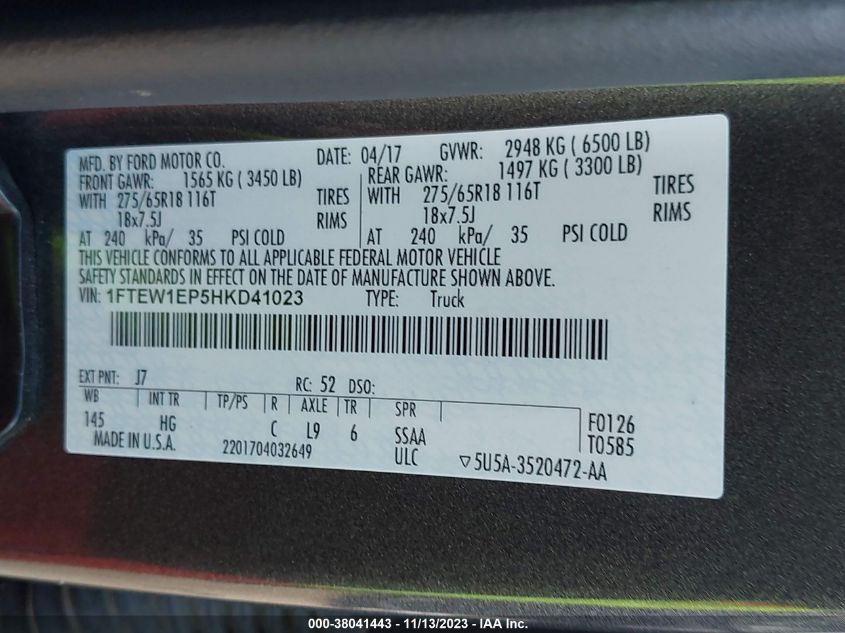 MFD. BY FORD MOTOR CO. DATE: 04/17 GVWR: 2948 KG ( 6500 LB)
FRONT GAWR: 1565 KG ( 3450 LB) REAR GAWR: 1497 KG ( 3300 LB)
WITH 275/65R18 116T TIRES WITH 275/65R18 116T TIRES
18x7.5J RIMS 18x7.5J RIMS
AT 240 kPa/ 35 PSI COLD AT 240 kPa/ 35 PSI COLD
THIS VEHICLE CONFORMS TO ALL APPLICABLE FEDERAL MOTOR VEHICLE
SAFETY STANDARDS IN EFFECT ON THE DATE OF MANUFACTURE SHOWN ABOVE.
VIN: 1FTEW1EP5HKD41023 TYPE: Truck
EXT PNT: J7 RC: 52 DSO:
WB INT TR TP/PS R AXLE TR SPR
145 HG C L9 6 SSAA F0126
MADE IN U.S.A. 2201704032649 ULC T0585
▽5U5A-3520472-AA
000-38041443 - 11/13/2023 - IAA Inc.